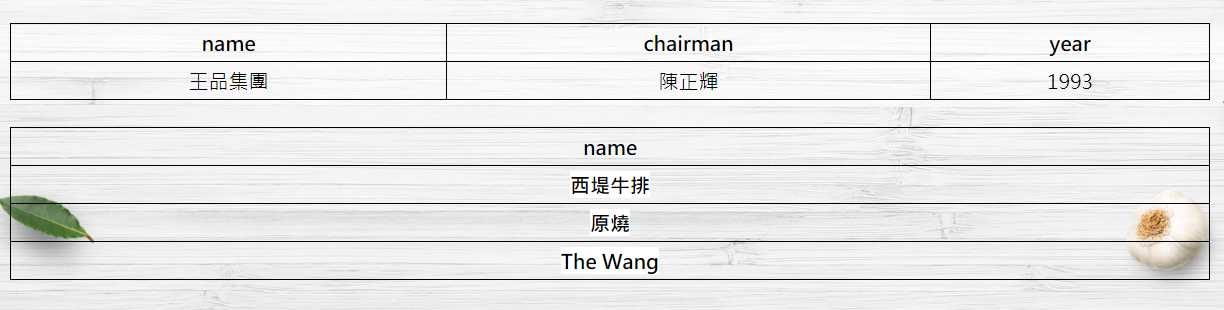 name chairman year
王品集團 陳正輝 1993
name
西堤牛排
原燒
The Wang